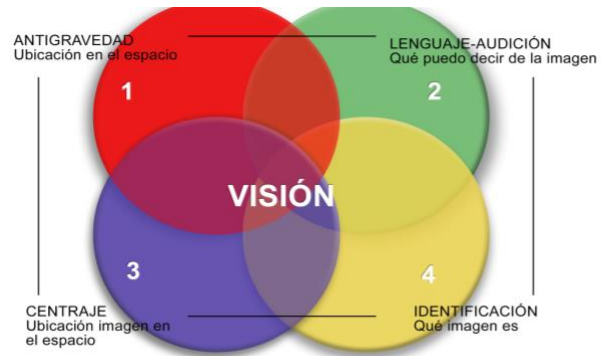 ANTIGRAVEDAD
Ubicación en el espacio
LENGUAJE-AUDICIÓN
Qué puedo decir de la imagen
1
2
VISIÓN
3
4
CENTRAJE
Ubicación imagen en
el espacio
IDENTIFICACIÓN
Qué imagen es